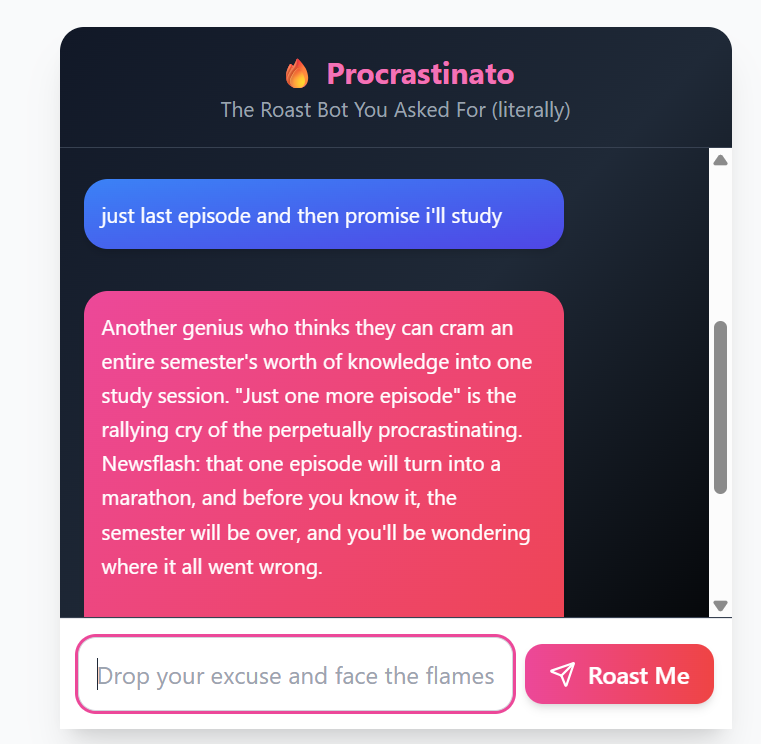 🔥 Procrastinato
The Roast Bot You Asked For (literally)
just last episode and then promise i'll study
Another genius who thinks they can cram an
entire semester's worth of knowledge into one
study session. "Just one more episode" is the
rallying cry of the perpetually procrastinating.
Newsflash: that one episode will turn into a
marathon, and before you know it, the
semester will be over, and you'll be wondering
where it all went wrong.
Drop your excuse and face the flames
Roast Me